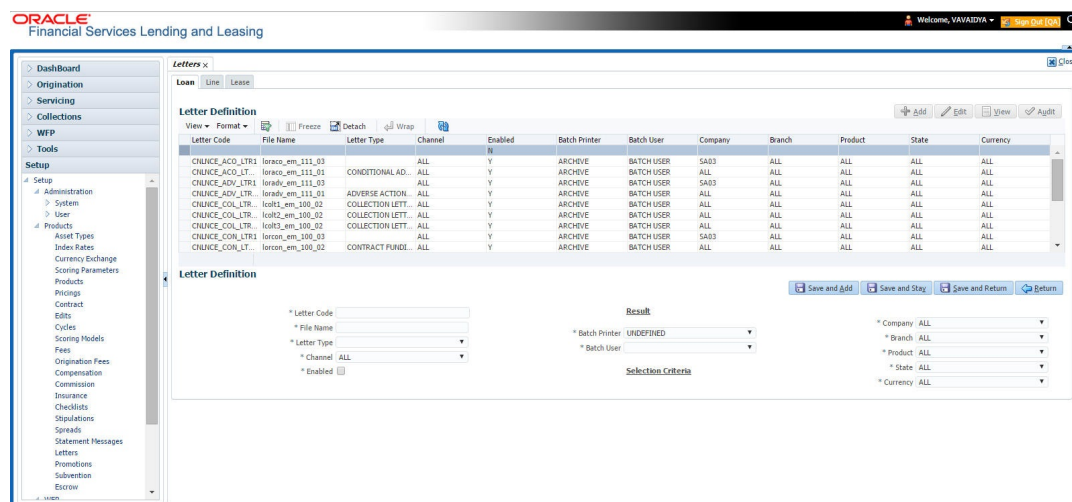 ORACLE
Financial Services Lending and Leasing
Welcome, VAVAIDYA
Sign Out [QA]
DashBoard
Origination
Servicing
Collections
WFP
Tools
Setup
Setup
Administration
System
User
Products
Asset Types
Index Rates
Currency Exchange
Scoring Parameters
Products
Pricings
Contract
Edits
Cycles
Scoring Models
Fees
Origination Fees
Compensation
Commission
Insurance
Checklists
Stipulations
Spreads
Statement Messages
Letters
Promotions
Subvention
Escrow
WFP
Letters x
Clos
Loan Line Lease
Letter Definition
Add Edit View Audit
View Format Freeze Detach Wrap
Letter Code File Name Letter Type Channel Enabled Batch Printer Batch User Company Branch Product State Currency
N
CNLNCE_ACO_LTR1 loraco_em_111_03 ALL Y ARCHIVE BATCH USER SA03 ALL ALL ALL ALL
CNLNCE_ACO_LT... loraco_em_111_01 CONDITIONAL AD... ALL Y ARCHIVE BATCH USER ALL ALL ALL ALL ALL
CNLNCE_ADV_LTR1 loradv_em_111_03 ALL Y ARCHIVE BATCH USER SA03 ALL ALL ALL ALL
CNLNCE_ADV_LTR... loradv_em_111_01 ADVERSE ACTION... ALL Y ARCHIVE BATCH USER ALL ALL ALL ALL ALL
CNLNCE_COL_LTR... lcolt1_em_100_02 COLLECTION LETT... ALL Y ARCHIVE BATCH USER ALL ALL ALL ALL ALL
CNLNCE_COL_LTR... lcolt2_em_100_02 COLLECTION LETT... ALL Y ARCHIVE BATCH USER ALL ALL ALL ALL ALL
CNLNCE_COL_LTR... lcolt3_em_100_02 COLLECTION LETT... ALL Y ARCHIVE BATCH USER ALL ALL ALL ALL ALL
CNLNCE_CON_LTR1 lorcon_em_100_03 ALL Y ARCHIVE BATCH USER SA03 ALL ALL ALL ALL
CNLNCE_CON_LT... lorcon_em_100_02 CONTRACT FUNDI... ALL Y ARCHIVE BATCH USER ALL ALL ALL ALL ALL
Letter Definition
Save and Add Save and Stay Save and Return Return
* Letter Code
* File Name
* Letter Type
* Channel ALL
* Enabled
Result
* Batch Printer UNDEFINED
* Batch User
Selection Criteria
* Company ALL
* Branch ALL
* Product ALL
* State ALL
* Currency ALL